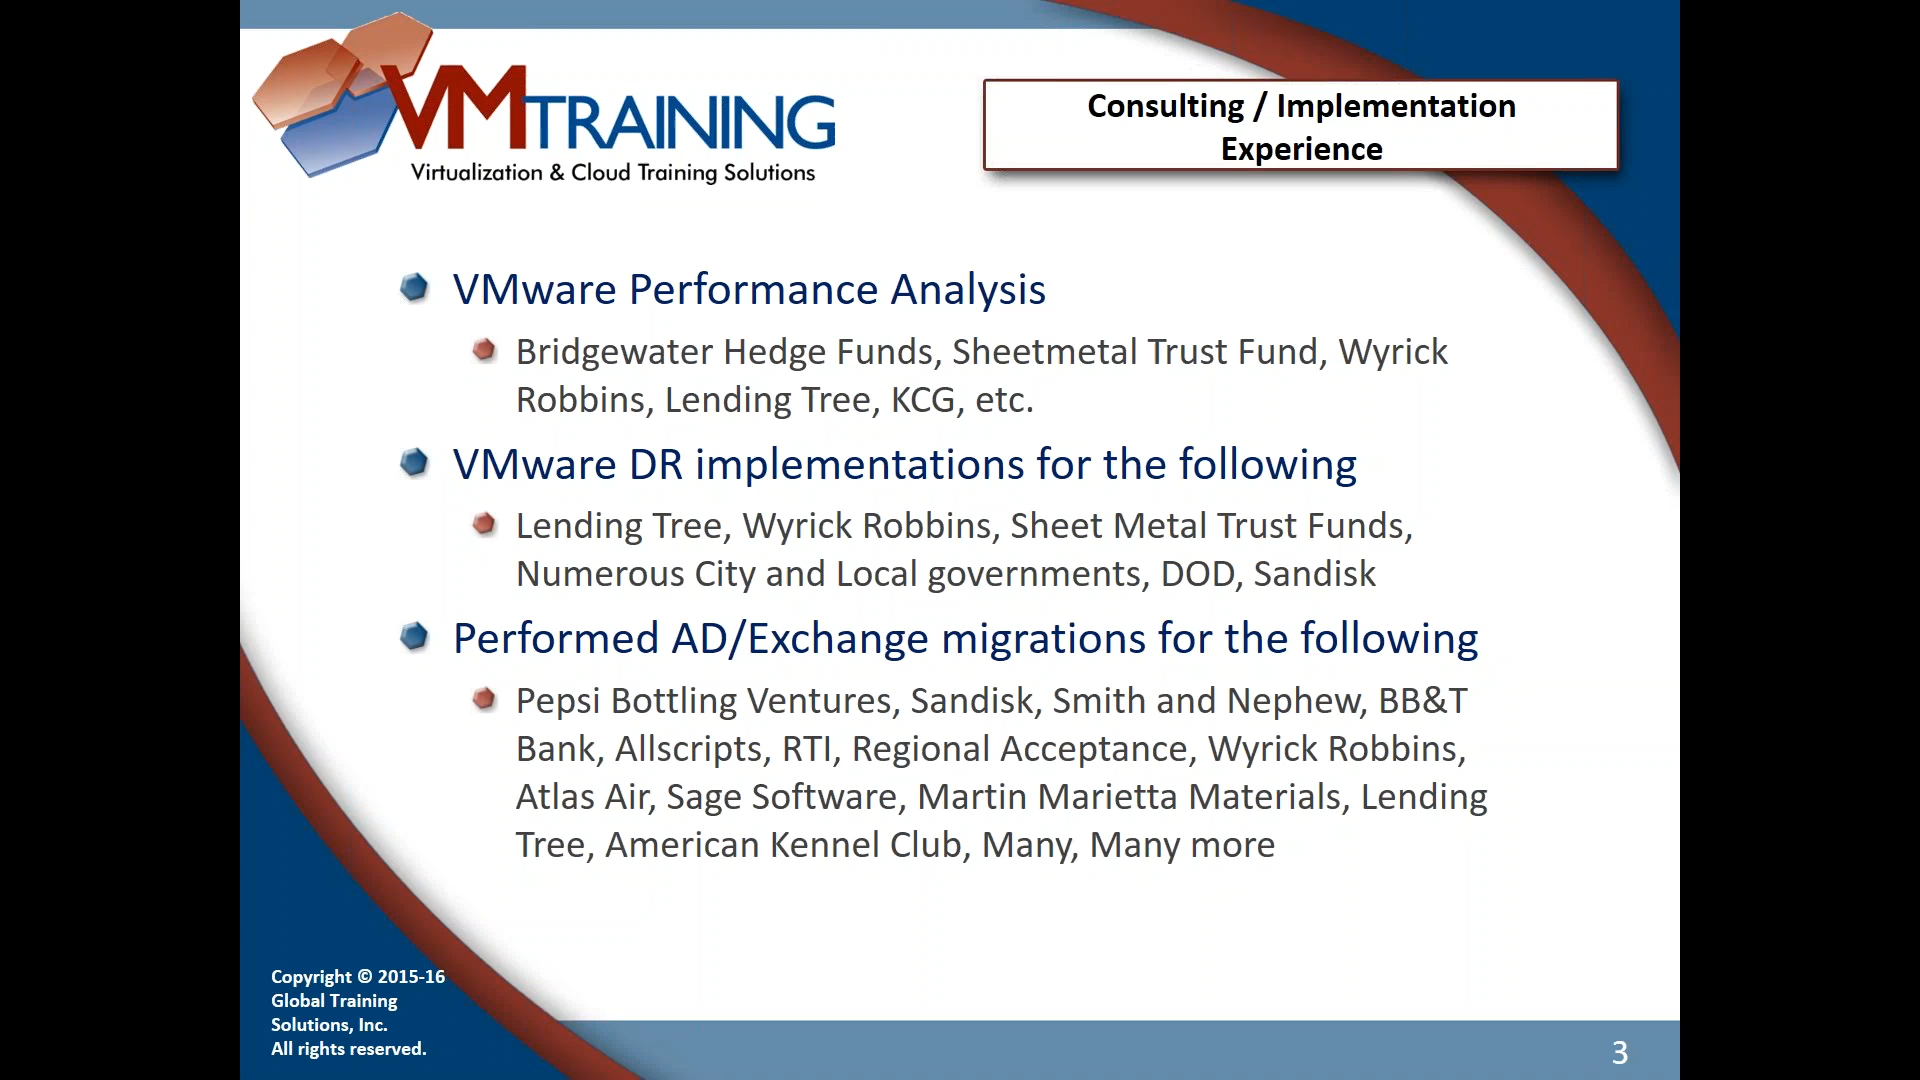 VMTRAINING
Virtualization & Cloud Training Solutions
Consulting / Implementation
Experience
VMware Performance Analysis
Bridgewater Hedge Funds, Sheetmetal Trust Fund, Wyrick
Robbins, Lending Tree, KCG, etc.
VMware DR implementations for the following
Lending Tree, Wyrick Robbins, Sheet Metal Trust Funds,
Numerous City and Local governments, DOD, Sandisk
Performed AD/Exchange migrations for the following
Pepsi Bottling Ventures, Sandisk, Smith and Nephew, BB&T
Bank, Allscripts, RTI, Regional Acceptance, Wyrick Robbins,
Atlas Air, Sage Software, Martin Marietta Materials, Lending
Tree, American Kennel Club, Many, Many more
Copyright © 2015-16
Global Training
Solutions, Inc.
All rights reserved.
3